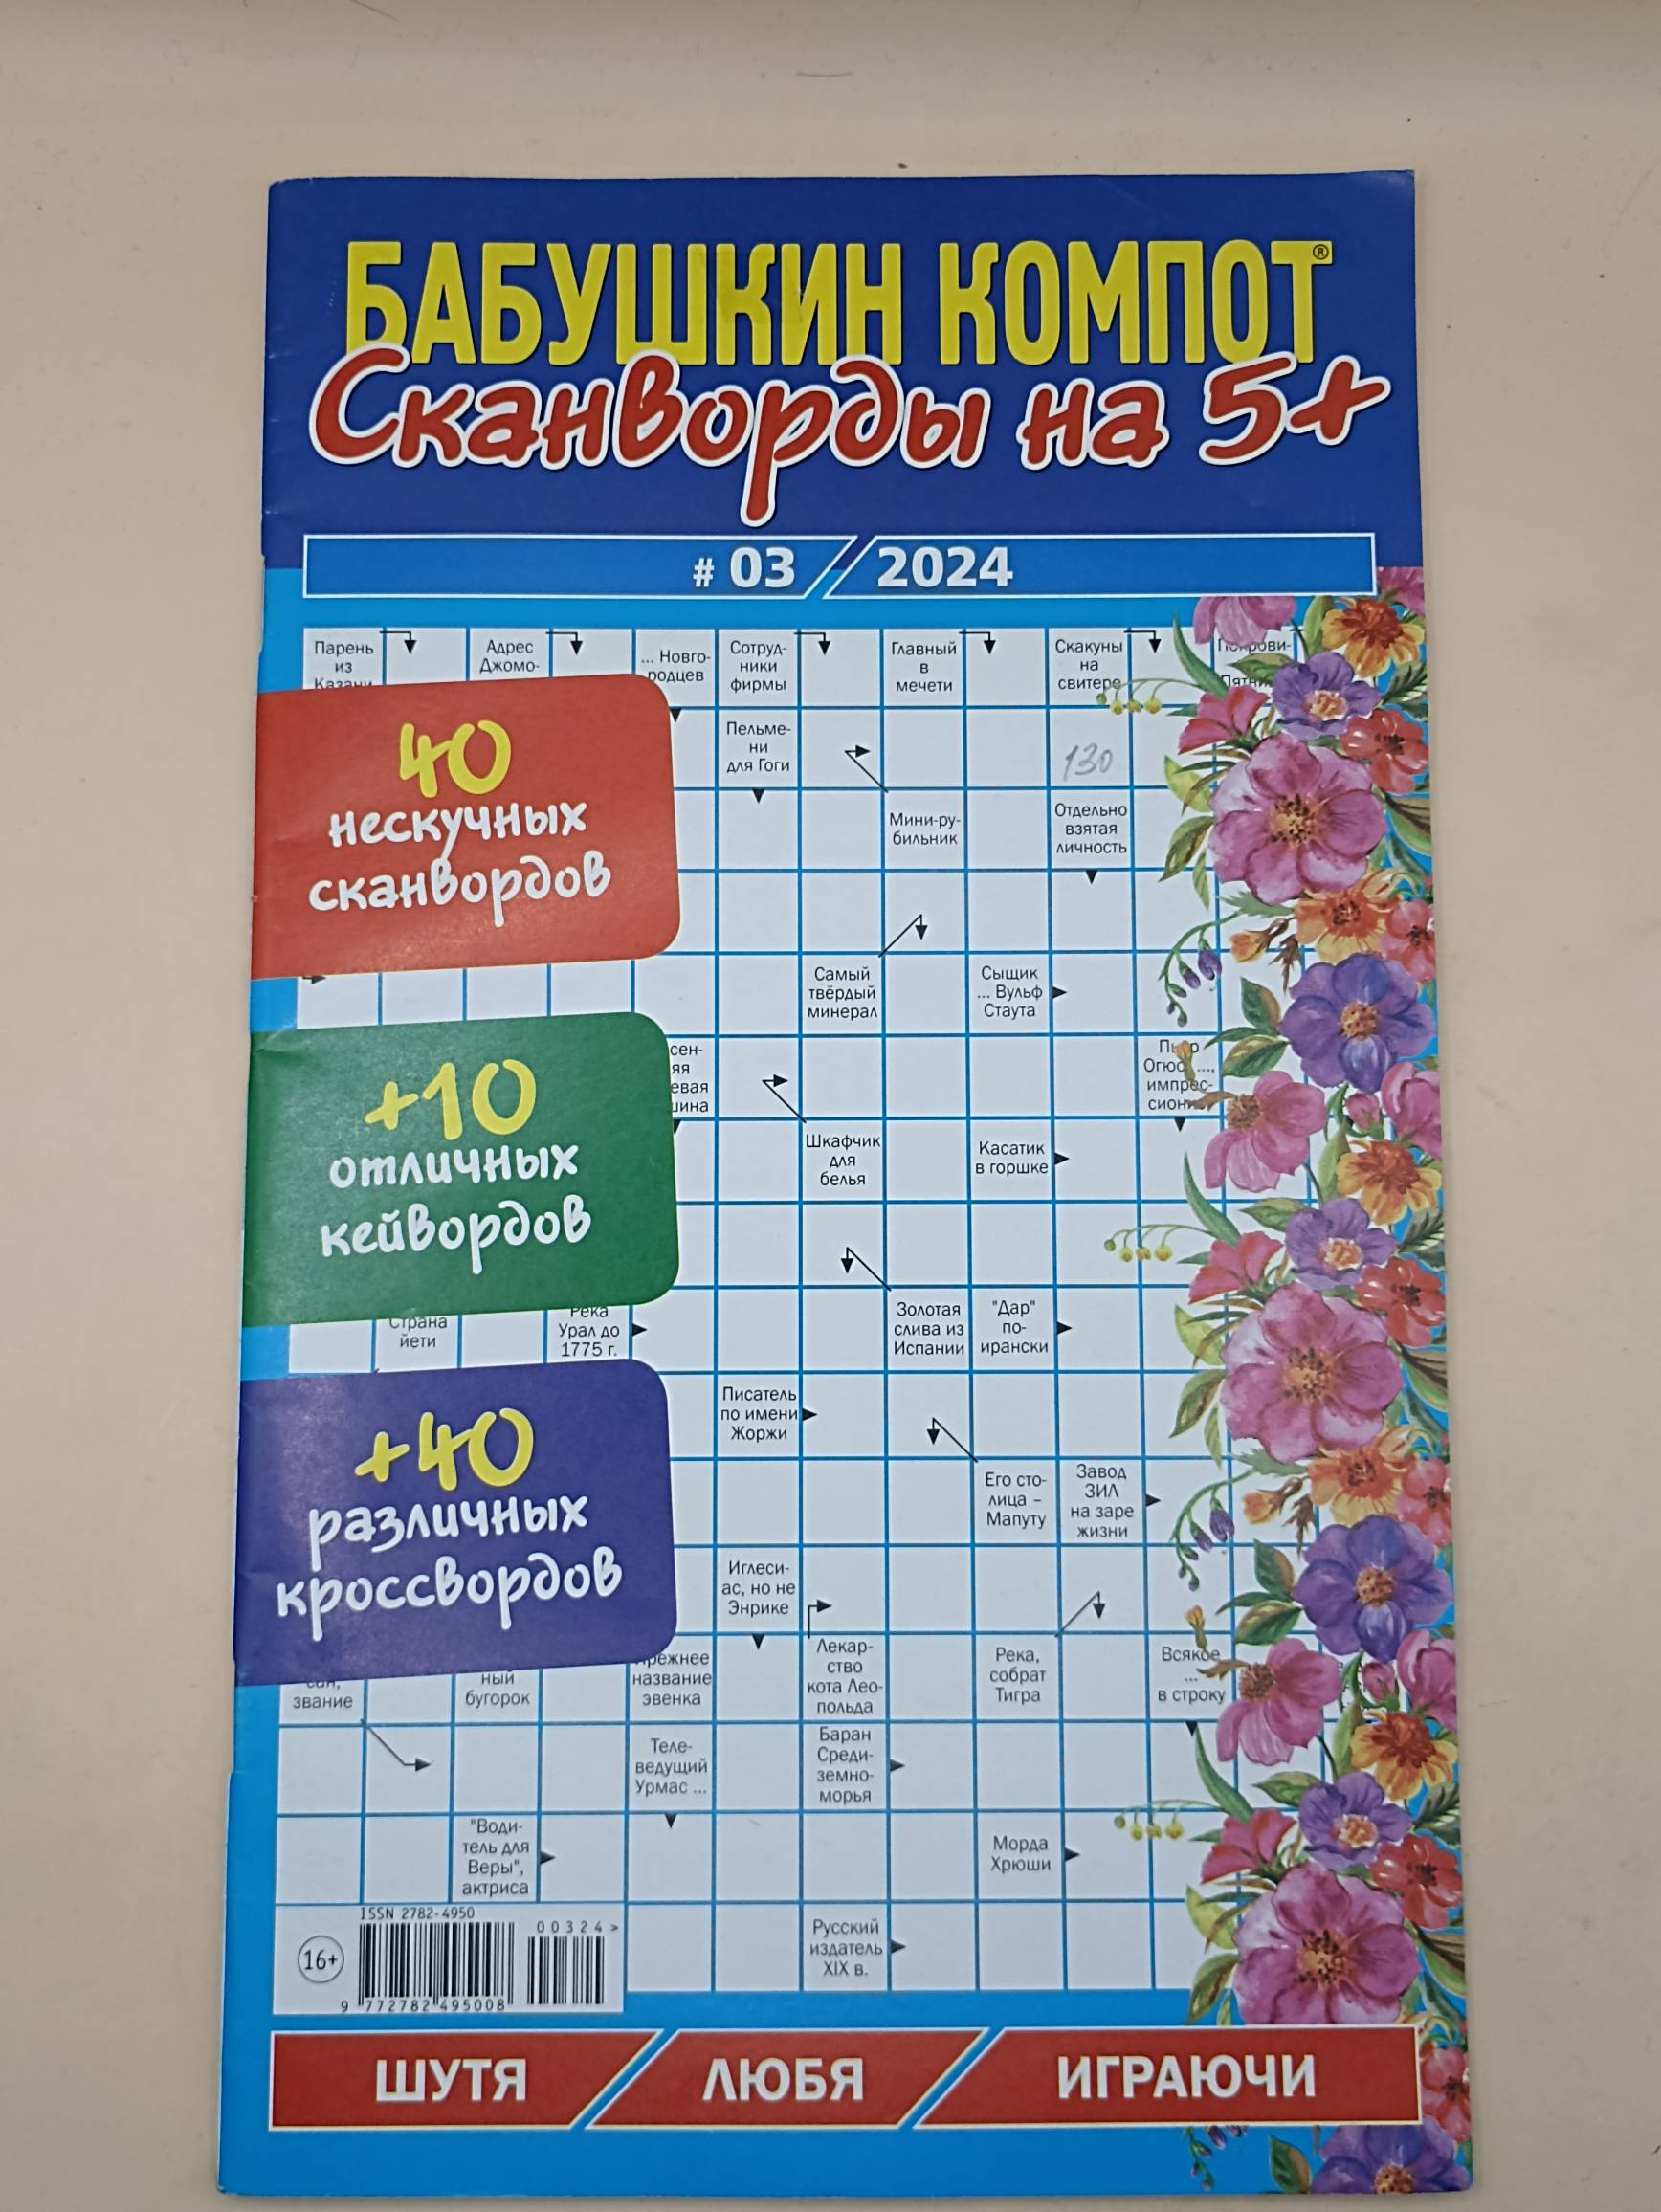 БАБУШКИН КОМПОТ®
Сканворды на 5+
# 03 2024
Парень
из
Казани
Адрес
Джомо-
... Новго-
родцев
Сотруд-
ники
фирмы
Главный
в
мечети
Скакуны
на
свитере
40
нескучных
сканвордов
Пельме-
ни
для Гоги
130
Мини-ру-
бильник
Отдельно
взятая
личность
Самый
твёрдый
минерал
Сыщик
... Вульф
Стаута
+10
отличных
кейвордов
Шкафчик
для
белья
Касатик
в горшке
Страна
йети
Река
Урал до
1775 г.
Золотая
слива из
Испании
"Дар"
по-
ирански
+40
различных
кроссвордов
Писатель
по имени
Жоржи
Его сто-
лица –
Мапуту
Завод
ЗИЛ
на заре
жизни
Иглеси-
ас, но не
Энрике
звание
ный
бугорок
название
эвенка
Лекар-
ство
кота Лео-
польда
Река,
собрат
Тигра
Всякое
...
в строку
Теле-
ведущий
Урмас ...
Баран
Среди-
земно-
морья
"Води-
тель для
Веры",
актриса
Морда
Хрюши
Русский
издатель
XIX в.
16+
ISSN 2782-4950
00324>
9 772782 495008
ШУТЯ ЛЮБЯ ИГРАЮЧИ